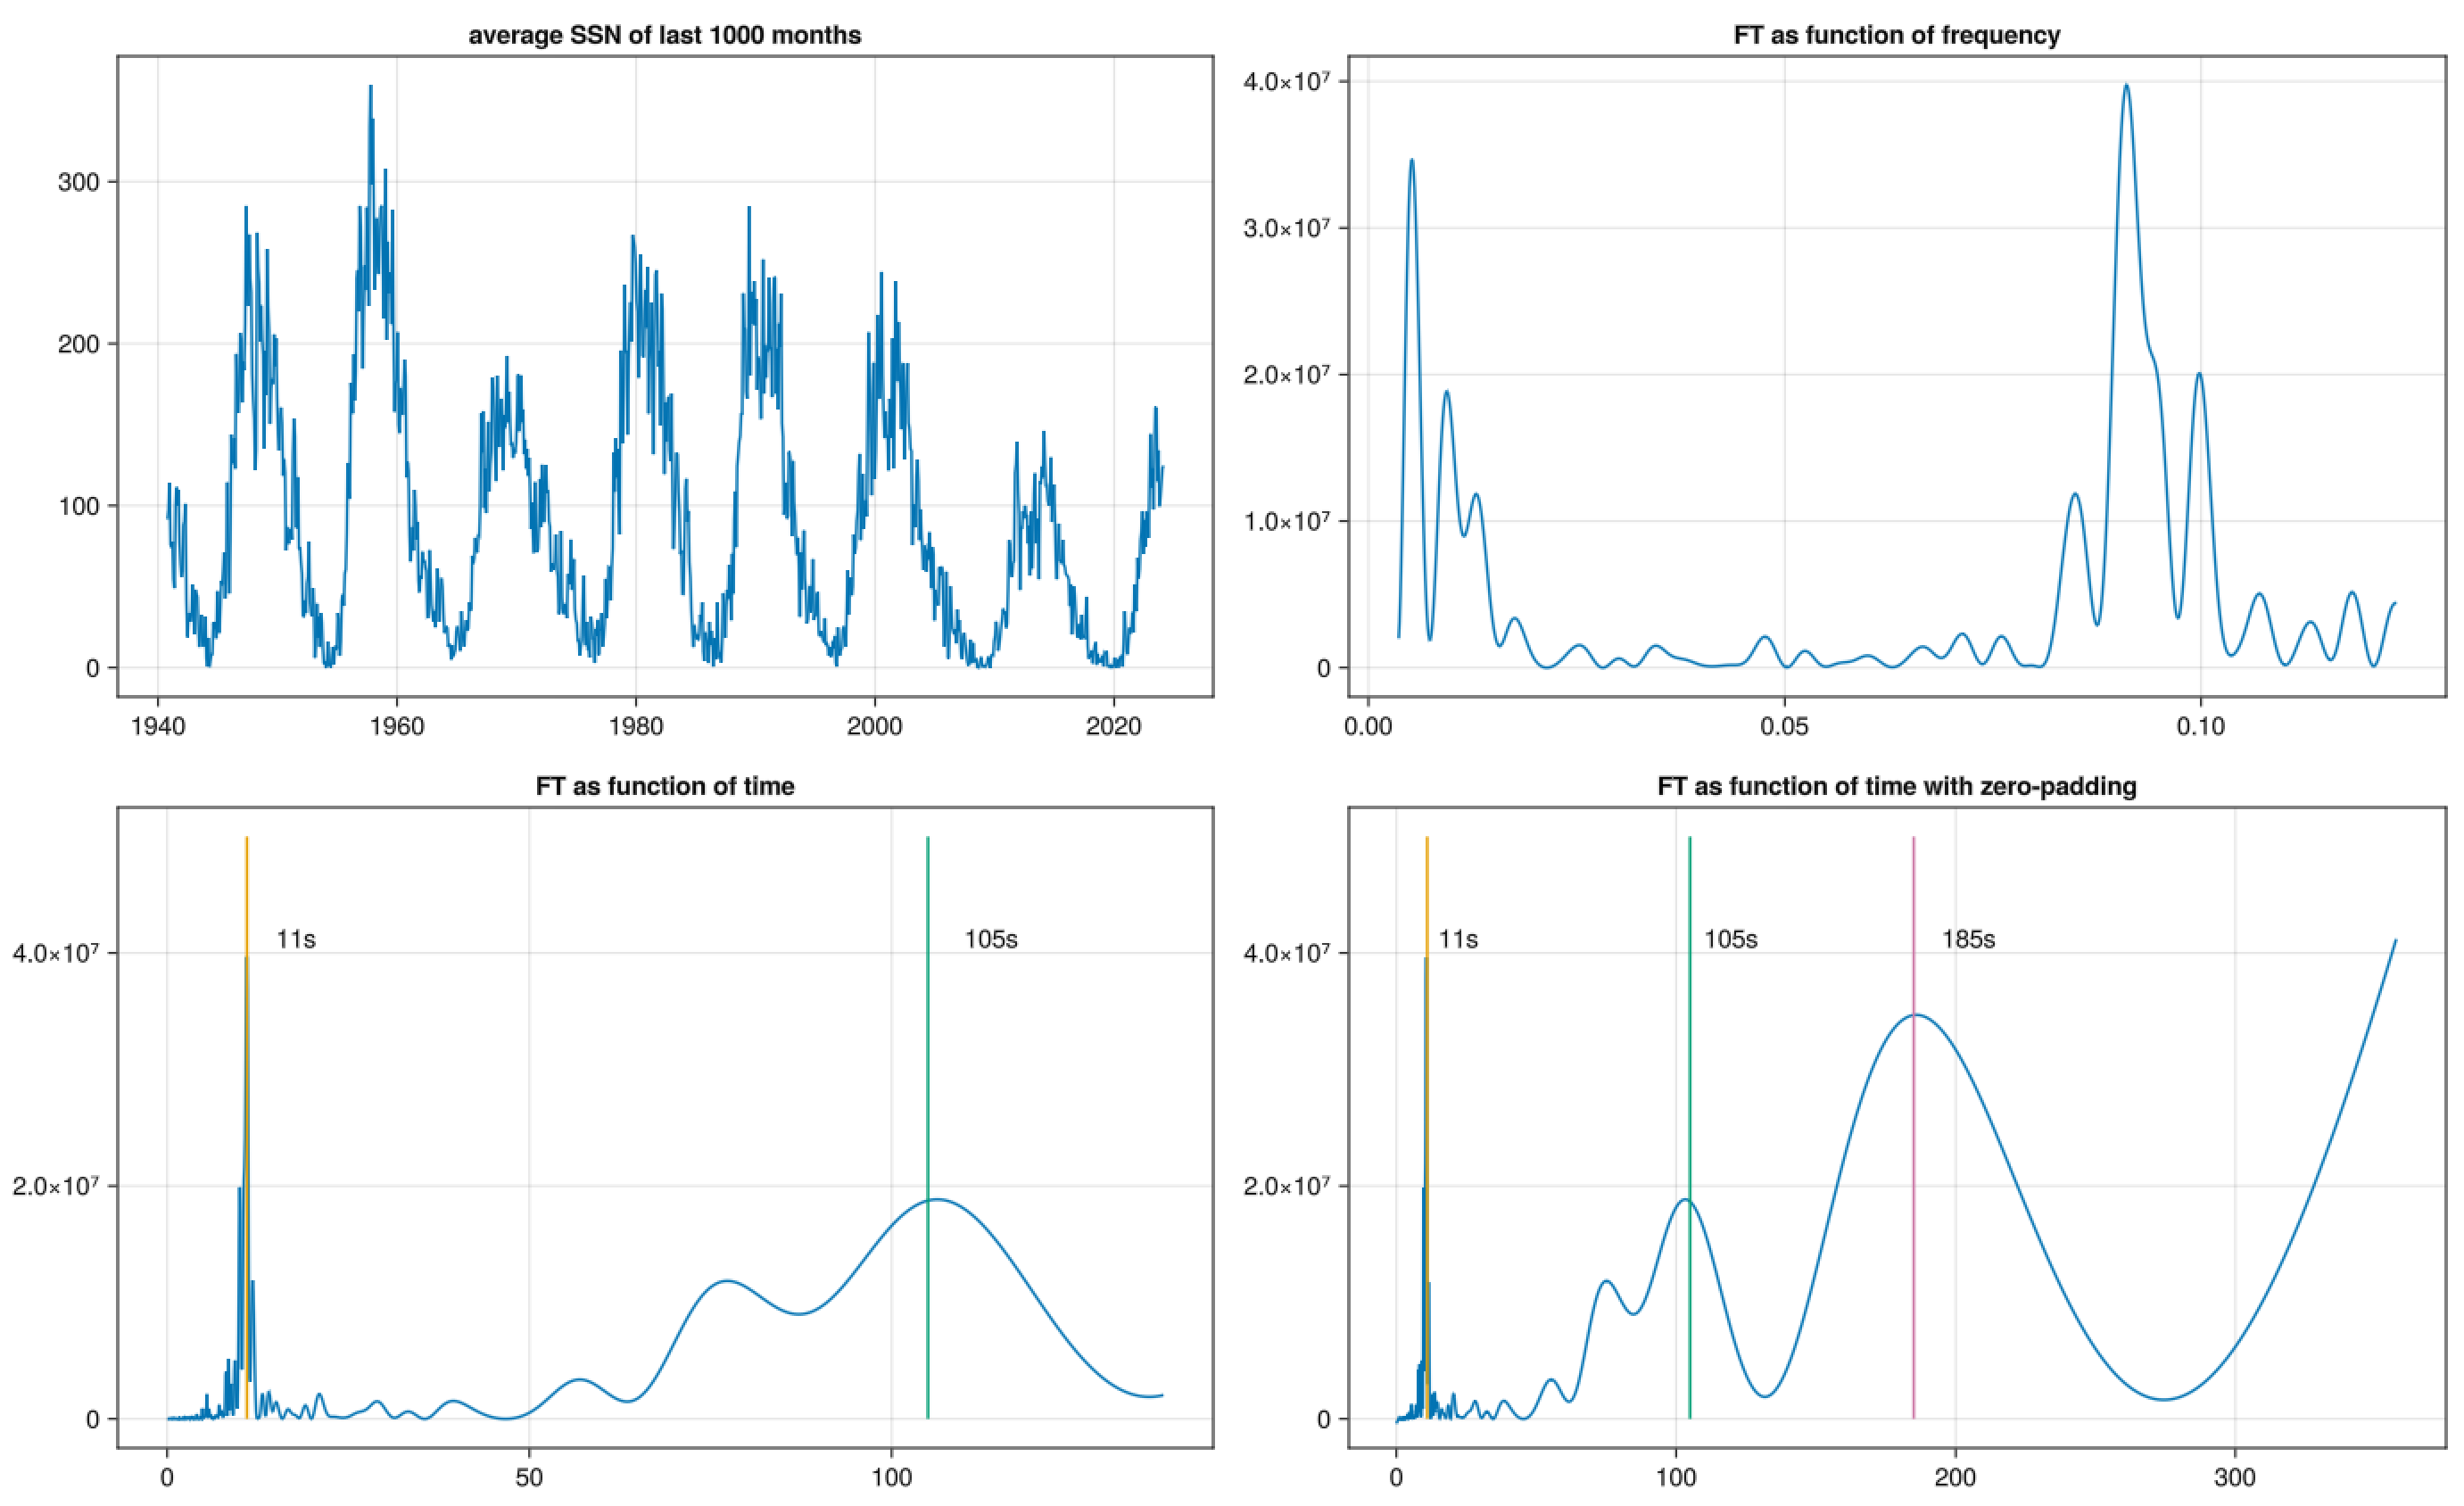 average SSN of last 1000 months
300
200
100
0
1940 1960 1980 2000 2020
FT as function of frequency
4.0×10⁷
3.0×10⁷
2.0×10⁷
1.0×10⁷
0
0.00 0.05 0.10
FT as function of time
11s 105s
4.0×10⁷
2.0×10⁷
0
0 50 100
FT as function of time with zero-padding
11s 105s 185s
4.0×10⁷
2.0×10⁷
0
0 100 200 300